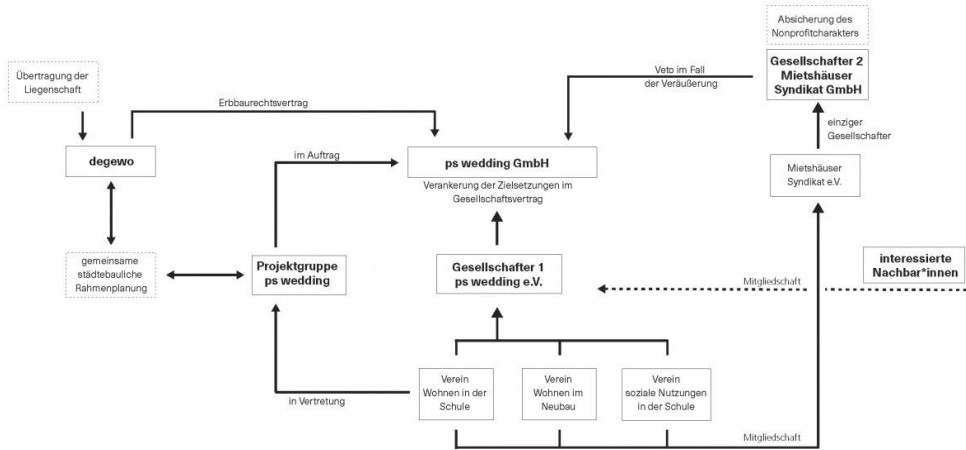 Absicherung des
Nonprofitcharakters
Gesellschafter 2
Mietshäuser
Syndikat GmbH
Übertragung der
Liegenschaft
Veto im Fall
der Veräußerung
Erbbaurechtsvertrag
einziger
Gesellschafter
degewo
im Auftrag
ps wedding GmbH
Verankerung der Zielsetzungen im
Gesellschaftsvertrag
Mietshäuser
Syndikat e.V.
gemeinsame
städtebauliche
Rahmenplanung
Projektgruppe
ps wedding
Gesellschafter 1
ps wedding e.V.
interessierte
Nachbar*innen
Mitgliedschaft
Verein
Wohnen in der
Schule
Verein
Wohnen im
Neubau
Verein
soziale Nutzungen
in der Schule
in Vertretung
Mitgliedschaft